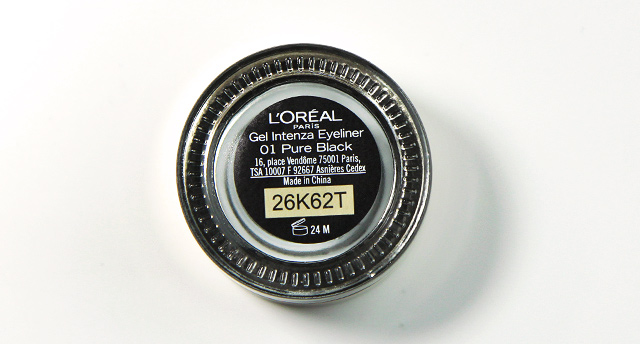 L'ORÉAL
PARIS
Gel Intenza Eyeliner
01 Pure Black
16, place Vendôme 75001 Paris,
TSA 10007 F 92667 Asnières Cedex
Made in China
26K62T
24 M